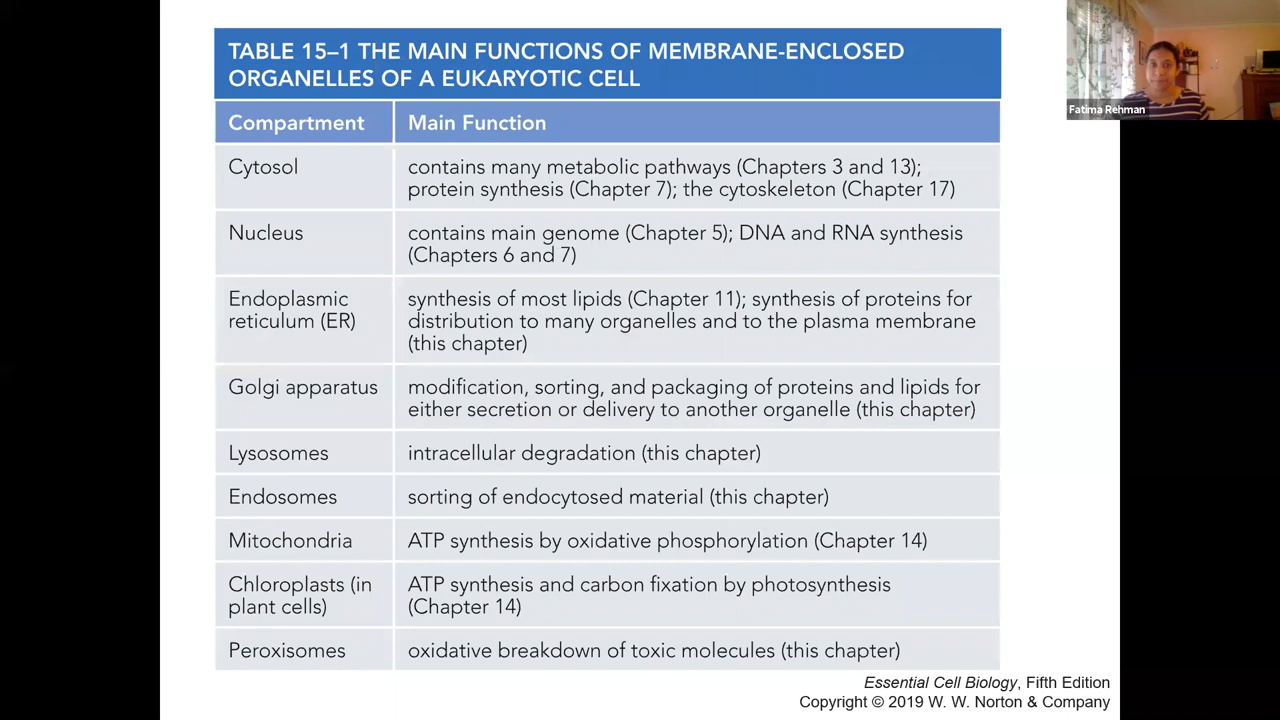 TABLE 15–1 THE MAIN FUNCTIONS OF MEMBRANE-ENCLOSED
ORGANELLES OF A EUKARYOTIC CELL
Compartment
Main Function
Cytosol
contains many metabolic pathways (Chapters 3 and 13);
protein synthesis (Chapter 7); the cytoskeleton (Chapter 17)
Nucleus
contains main genome (Chapter 5); DNA and RNA synthesis
(Chapters 6 and 7)
Endoplasmic
reticulum (ER)
synthesis of most lipids (Chapter 11); synthesis of proteins for
distribution to many organelles and to the plasma membrane
(this chapter)
Golgi apparatus
modification, sorting, and packaging of proteins and lipids for
either secretion or delivery to another organelle (this chapter)
Lysosomes
intracellular degradation (this chapter)
Endosomes
sorting of endocytosed material (this chapter)
Mitochondria
ATP synthesis by oxidative phosphorylation (Chapter 14)
Chloroplasts (in
plant cells)
ATP synthesis and carbon fixation by photosynthesis
(Chapter 14)
Peroxisomes
oxidative breakdown of toxic molecules (this chapter)
Essential Cell Biology, Fifth Edition
Copyright © 2019 W. W. Norton & Company
Fatima Rehman